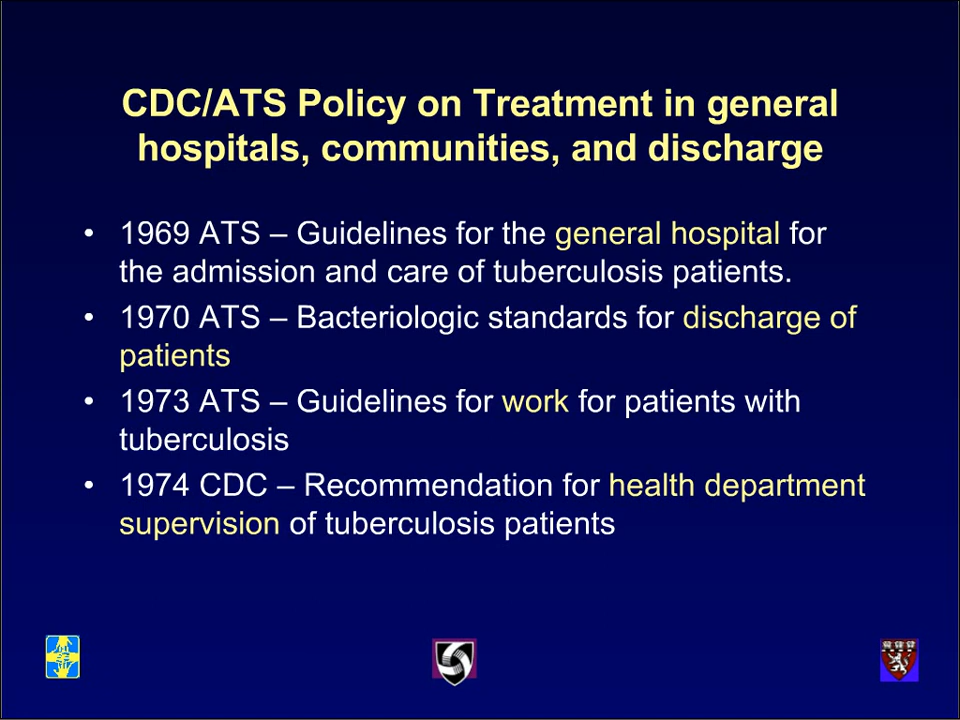 CDC/ATS Policy on Treatment in general
hospitals, communities, and discharge
• 1969 ATS – Guidelines for the general hospital for
the admission and care of tuberculosis patients.
• 1970 ATS – Bacteriologic standards for discharge of
patients
• 1973 ATS – Guidelines for work for patients with
tuberculosis
• 1974 CDC – Recommendation for health department
supervision of tuberculosis patients